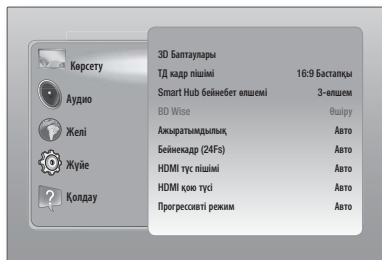 Көрсету
Аудио
Желі
Жүйе
Қолдау
3D Баптаулары
ТД кадр пішімі 16:9 Бастапқы
Smart Hub бейнебет өлшемі 3-өлшем
BD Wise Өшіру
Ажыратымдылық Авто
Бейнекадр (24Fs) Авто
HDMI түс пішімі Авто
HDMI қою түсі Авто
Прогрессивті режим Авто